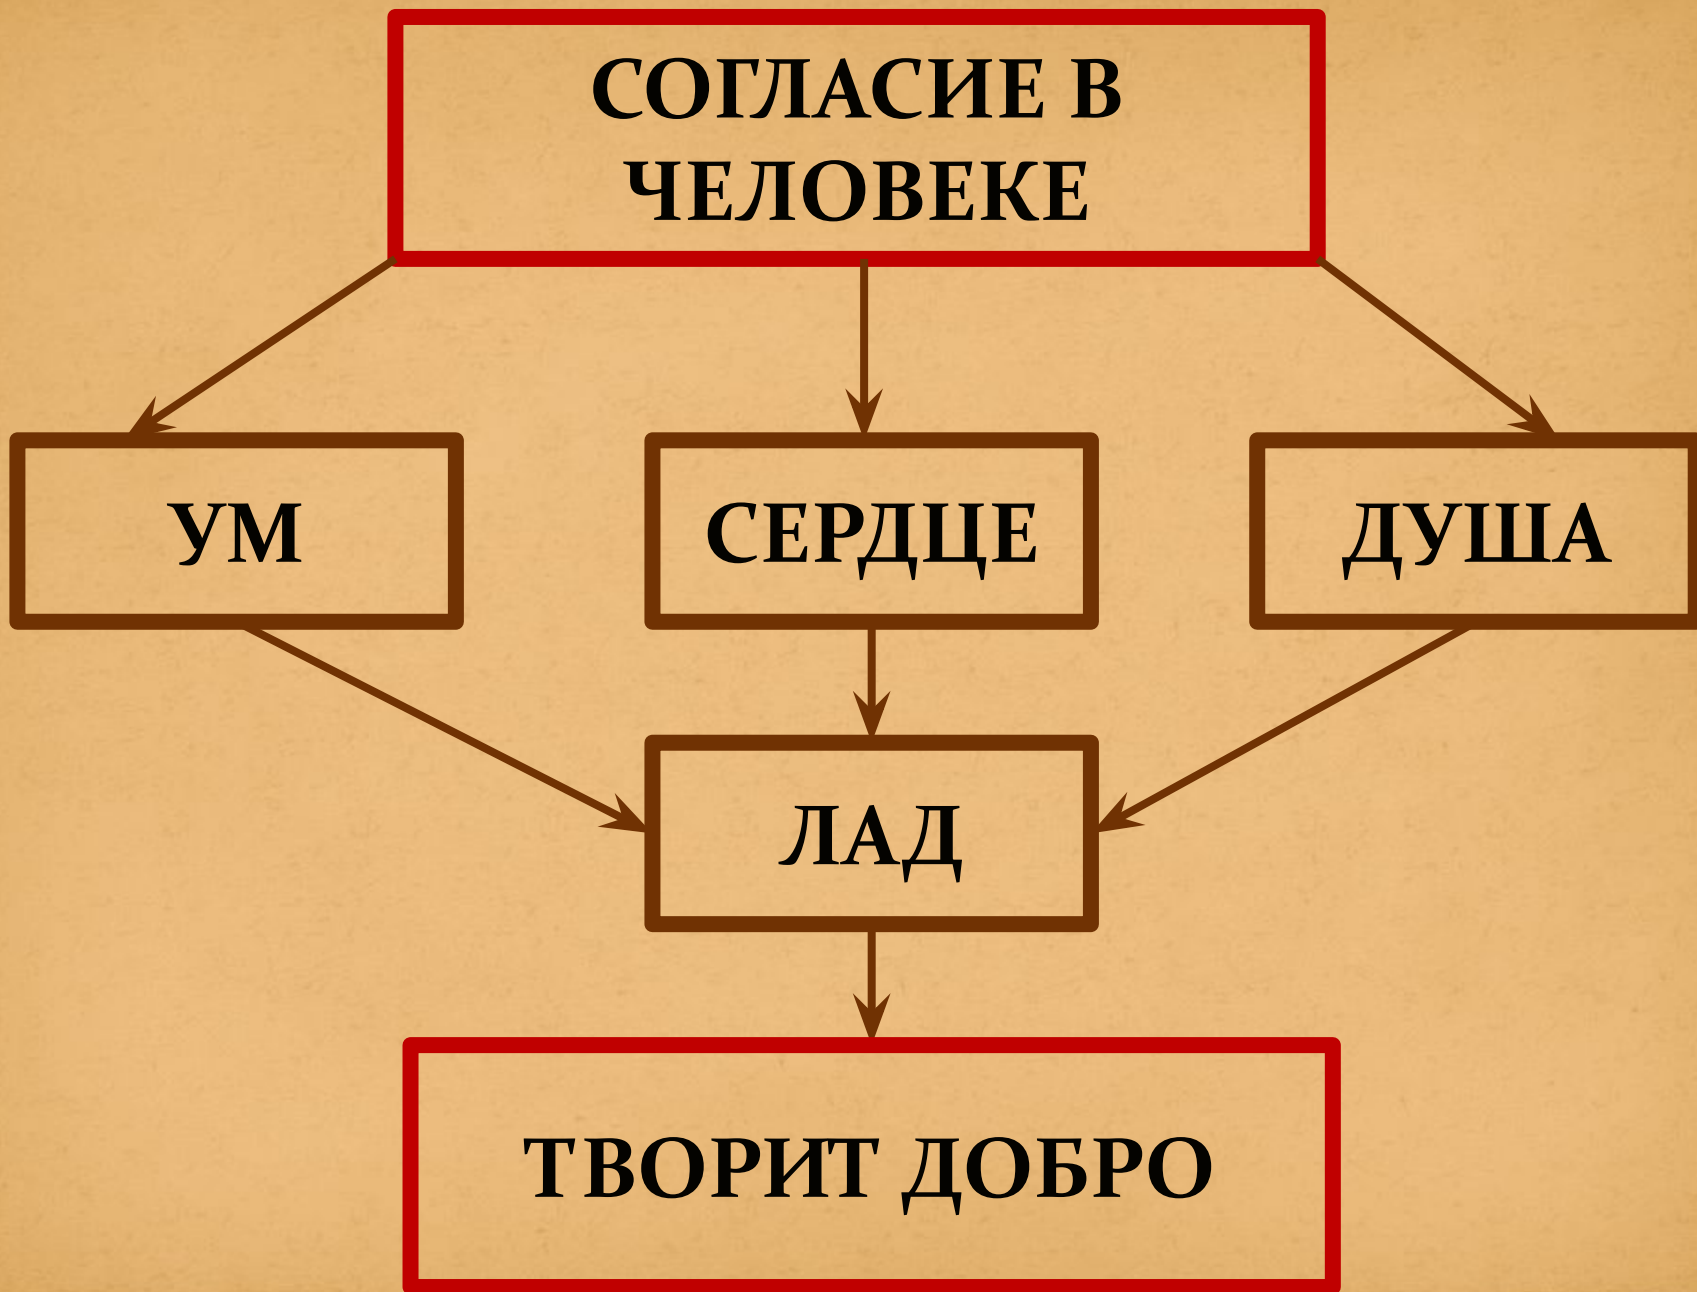 СОГЛАСИЕ В
ЧЕЛОВЕКЕ
УМ
СЕРДЦЕ
ДУША
ЛАД
ТВОРИТ ДОБРО